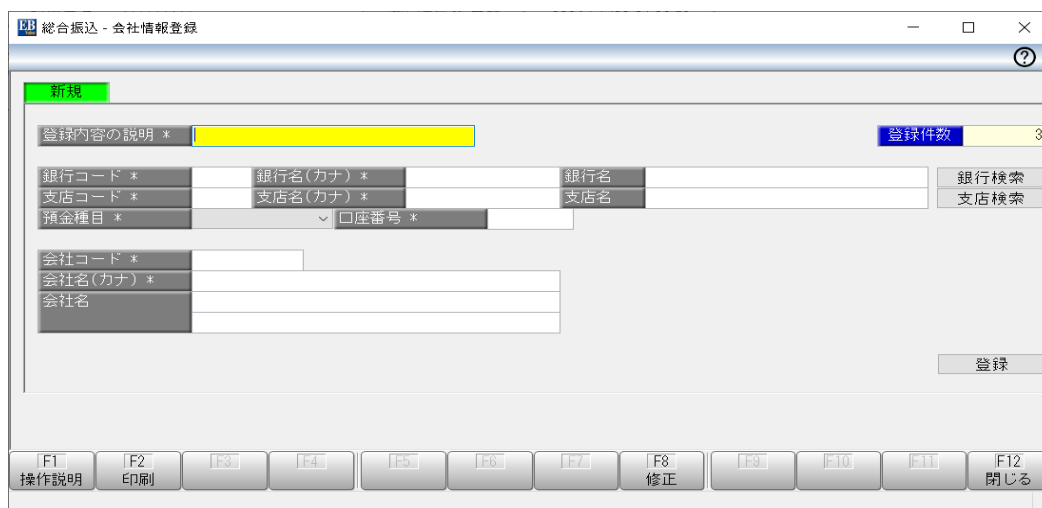 EB 総合振込 - 会社情報登録
新規
登録内容の説明 * 登録件数 3
銀行コード * 銀行名(カナ) * 銀行名 銀行検索
支店コード * 支店名(カナ) * 支店名 支店検索
預金種目 * 口座番号 *
会社コード *
会社名(カナ) *
会社名
登録
F1 F2 F3 F4 F5 F6 F7 F8 F9 F10 F11 F12
操作説明 印刷 修正 閉じる